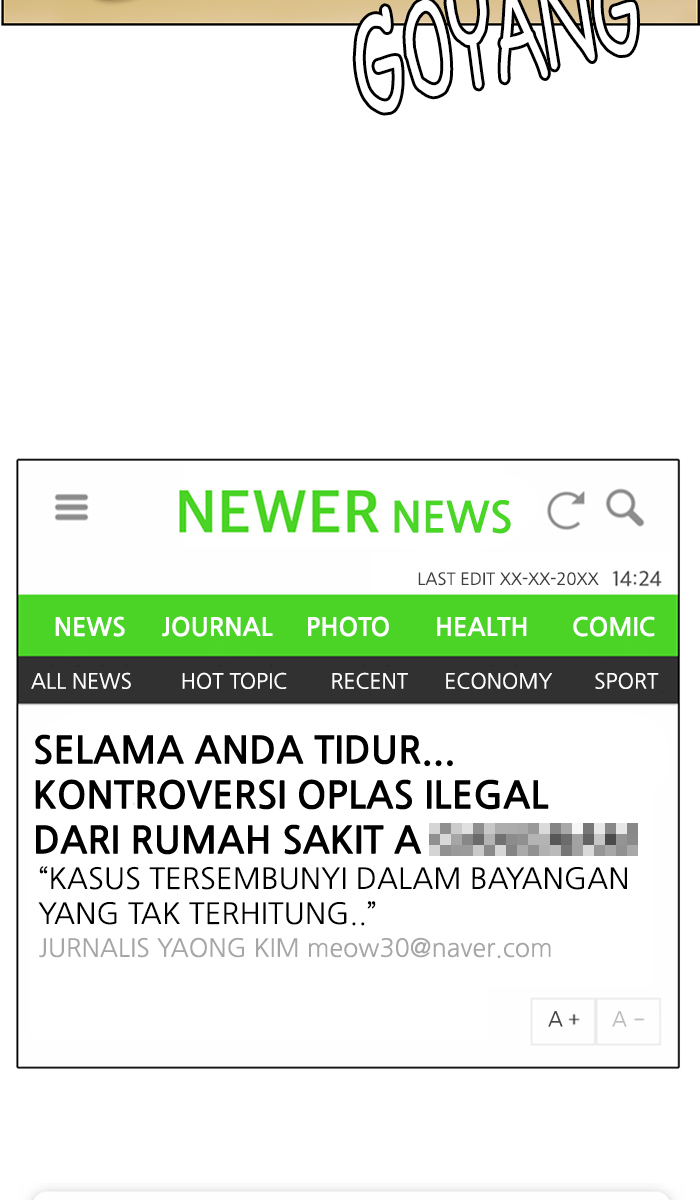 GOYANG
NEWER NEWS
LAST EDIT XX-XX-20XX 14:24
NEWS JOURNAL PHOTO HEALTH COMIC
ALL NEWS HOT TOPIC RECENT ECONOMY SPORT
SELAMA ANDA TIDUR...
KONTROVERSI OPLAS ILEGAL
DARI RUMAH SAKIT A
“KASUS TERSEMBUNYI DALAM BAYANGAN
YANG TAK TERHITUNG..”
JURNALIS YAONG KIM meow30@naver.com
A + A -